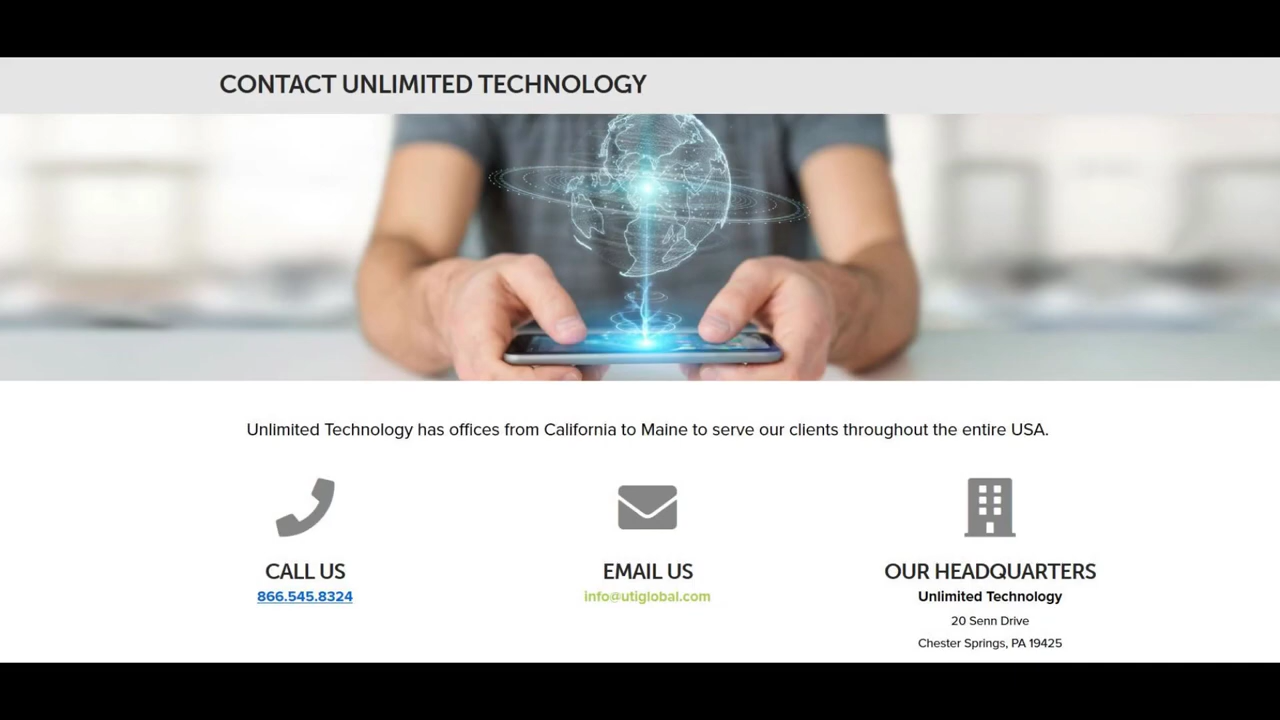 CONTACT UNLIMITED TECHNOLOGY
Unlimited Technology has offices from California to Maine to serve our clients throughout the entire USA.
CALL US
866.545.8324
EMAIL US
info@utiglobal.com
OUR HEADQUARTERS
Unlimited Technology
20 Senn Drive
Chester Springs, PA 19425